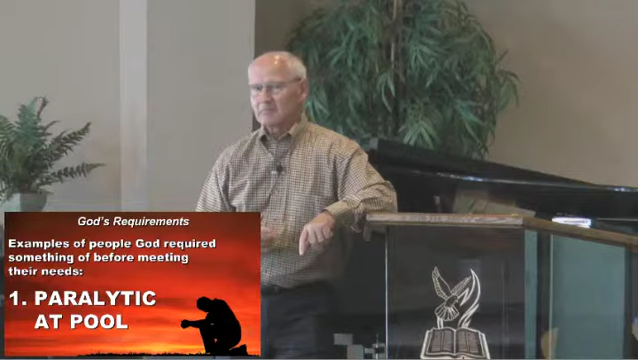 God's Requirements
Examples of people God required
something of before meeting
their needs:
1. PARALYTIC
AT POOL